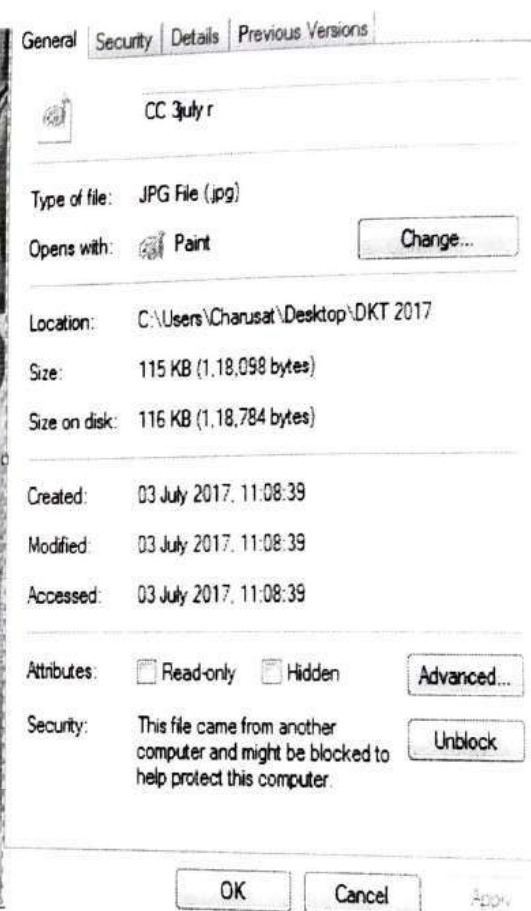 General Security Details Previous Versions
CC 3july r
Type of file: JPG File (.jpg)
Opens with: Paint Change...
Location: C:\Users\Charusat\Desktop\DKT 2017
Size: 115 KB (1,18,098 bytes)
Size on disk: 116 KB (1,18,784 bytes)
Created: 03 July 2017, 11:08:39
Modified: 03 July 2017, 11:08:39
Accessed: 03 July 2017, 11:08:39
Attributes: Read-only Hidden Advanced...
Security: This file came from another Unblock
computer and might be blocked to
help protect this computer.
OK Cancel Apply